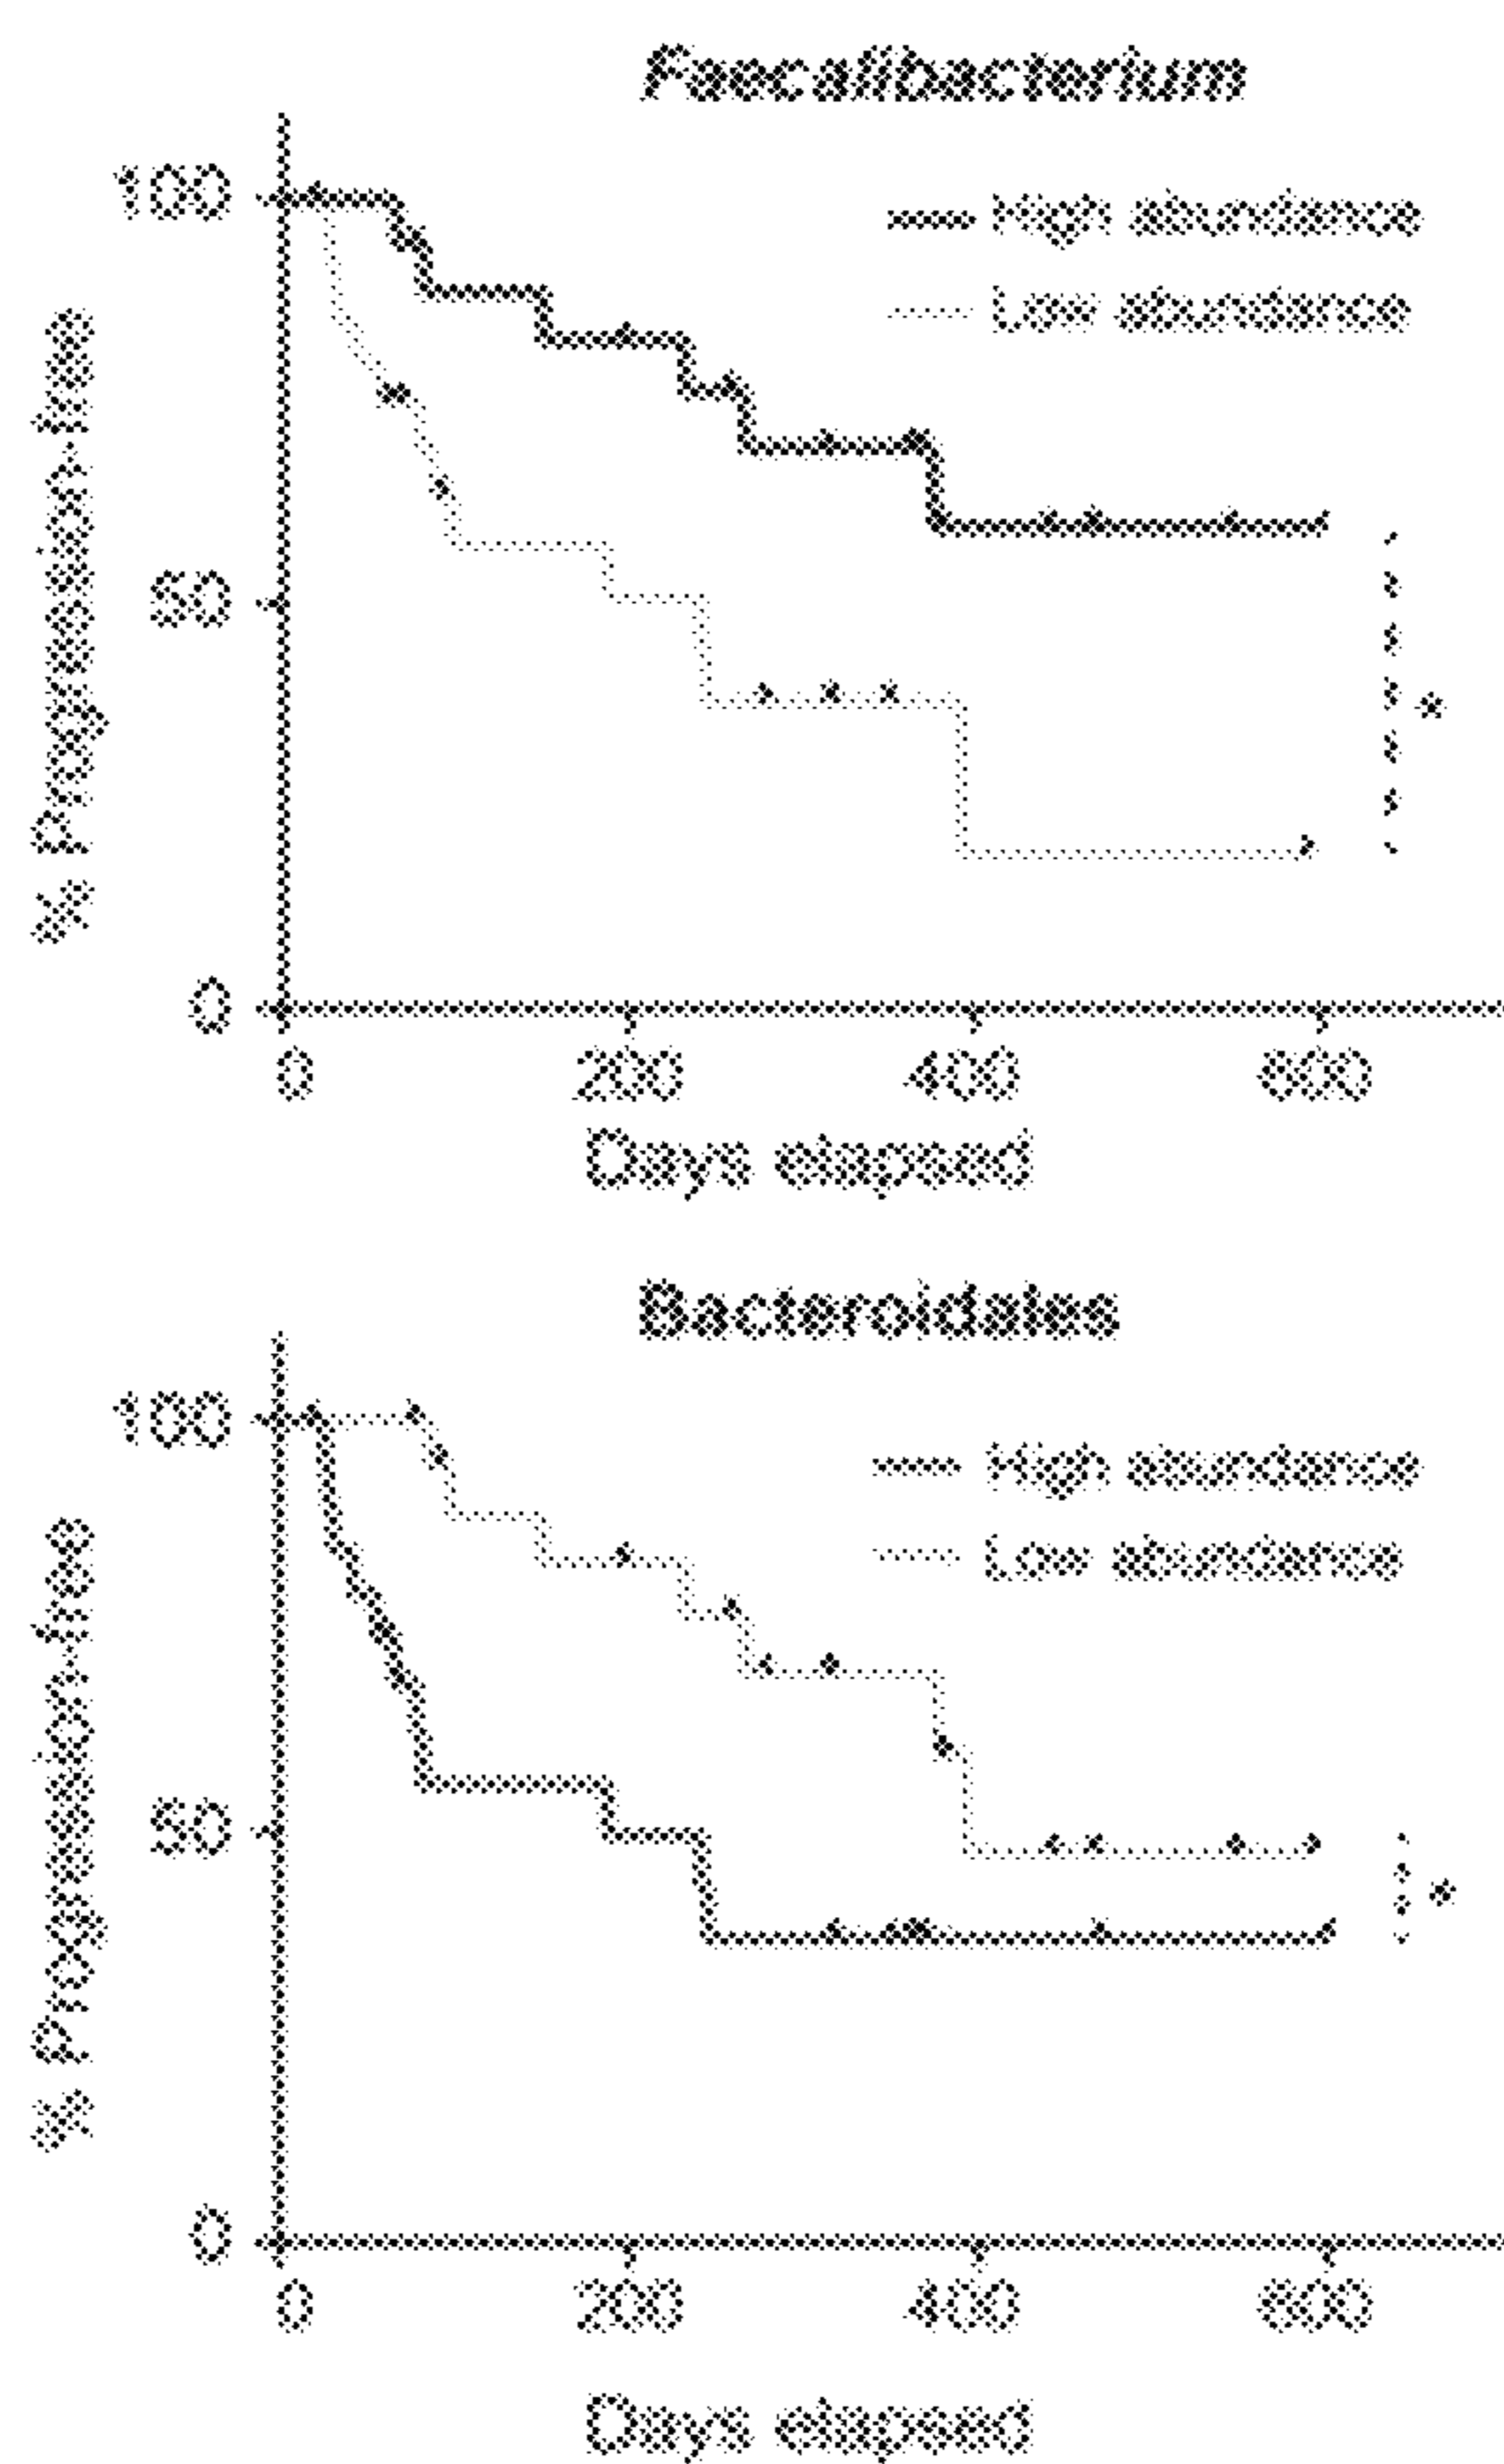 Faecalibacterium
100
High abundance
Low abundance
% Progression-free
50
0
0 200 400 600
Days elapsed
*
Bacteroidales
100
High abundance
Low abundance
% Progression-free
50
0
0 200 400 600
Days elapsed
*